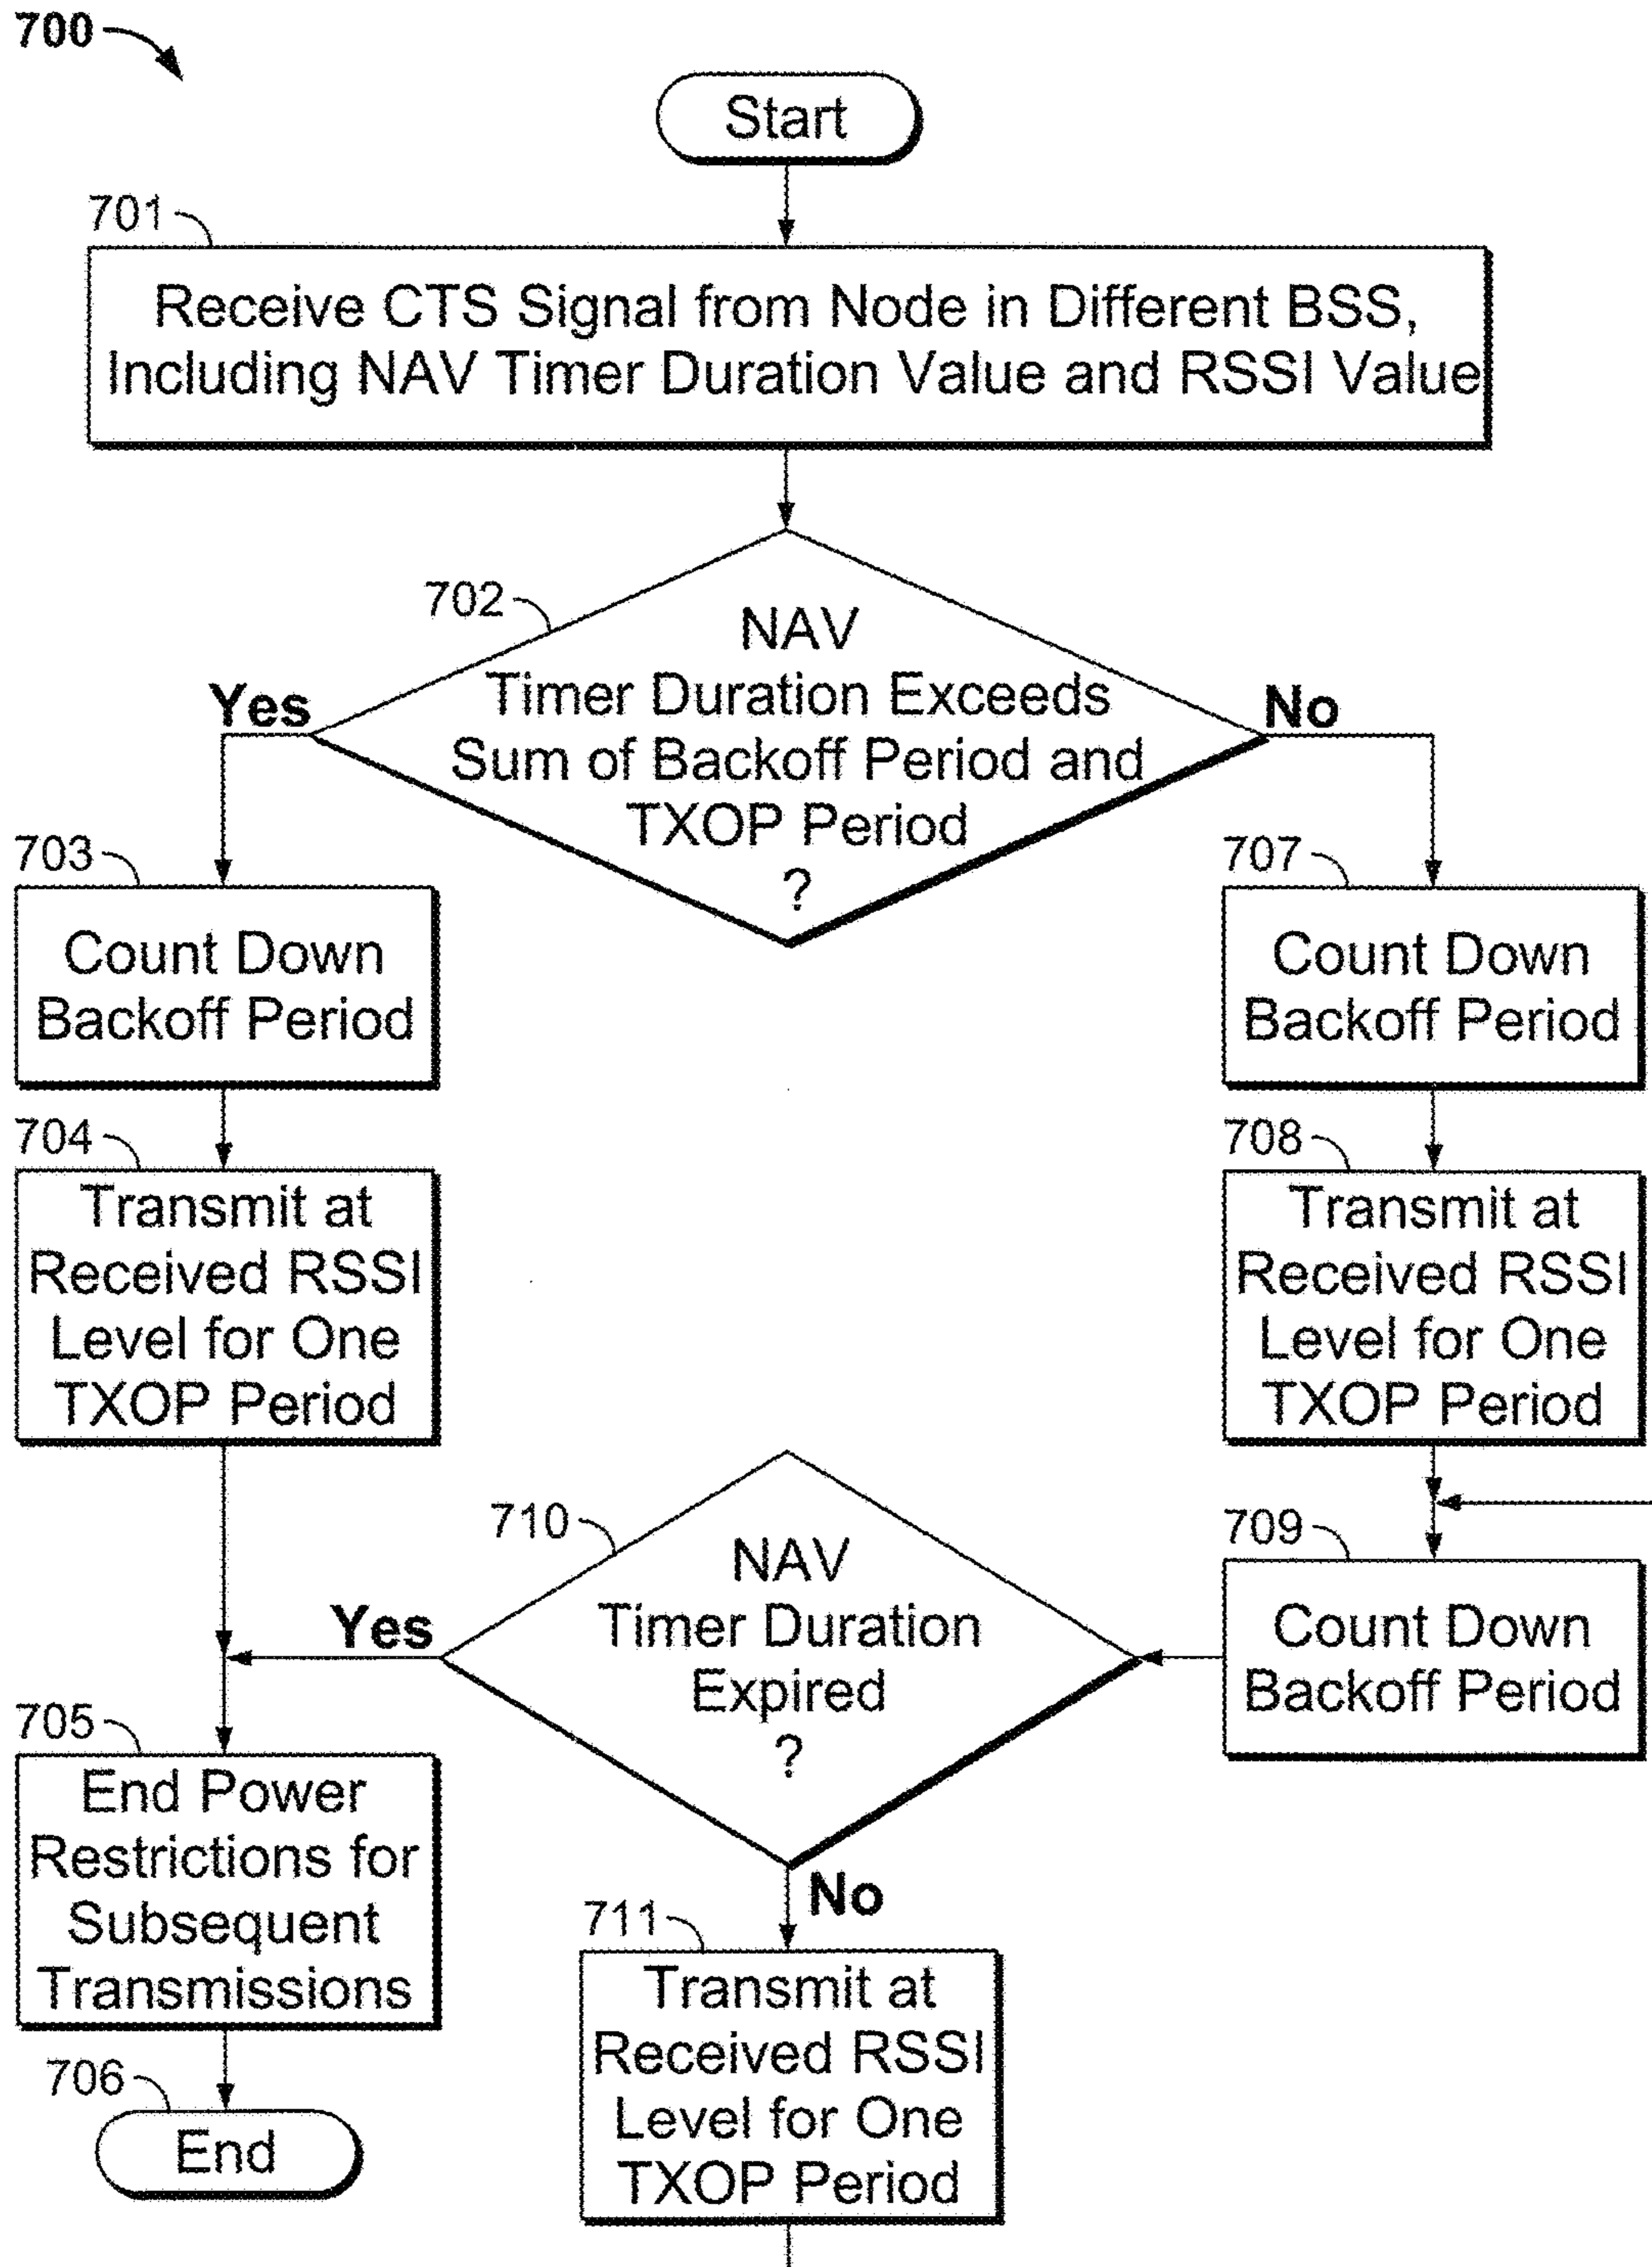 700
Start
701
Receive CTS Signal from Node in Different BSS,
Including NAV Timer Duration Value and RSSI Value
702
NAV
Timer Duration Exceeds
Sum of Backoff Period and
TXOP Period
?
Yes
No
703
Count Down
Backoff Period
707
Count Down
Backoff Period
704
Transmit at
Received RSSI
Level for One
TXOP Period
708
Transmit at
Received RSSI
Level for One
TXOP Period
709
Count Down
Backoff Period
710
NAV
Timer Duration
Expired
?
Yes
No
705
End Power
Restrictions for
Subsequent
Transmissions
711
Transmit at
Received RSSI
Level for One
TXOP Period
706
End